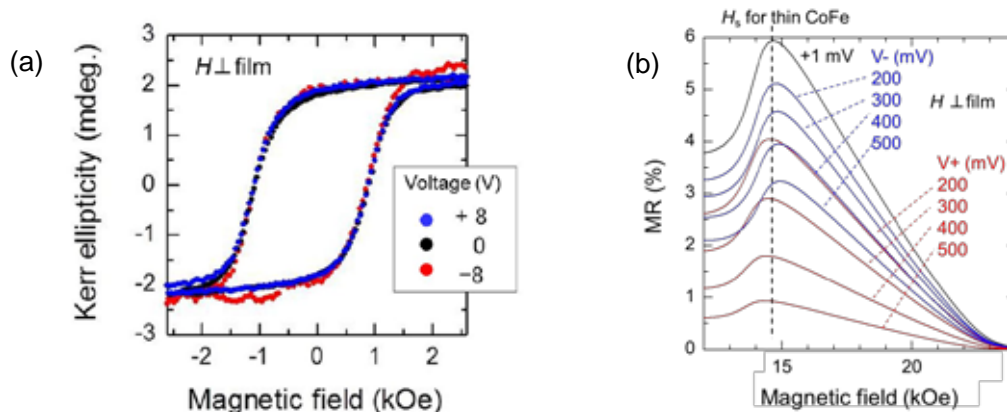 (a)
Kerr ellipticity (mdeg.)
3
2
1
0
-1
-2
-3
H⊥film
Voltage (V)
+ 8
0
−8
-2
-1
0
1
2
Magnetic field (kOe)
(b)
Hs for thin CoFe
MR (%)
6
5
4
3
2
1
0
+1 mV
V- (mV)
200
300
400
500
H ⊥film
V+ (mV)
200
300
400
500
15
20
Magnetic field (kOe)